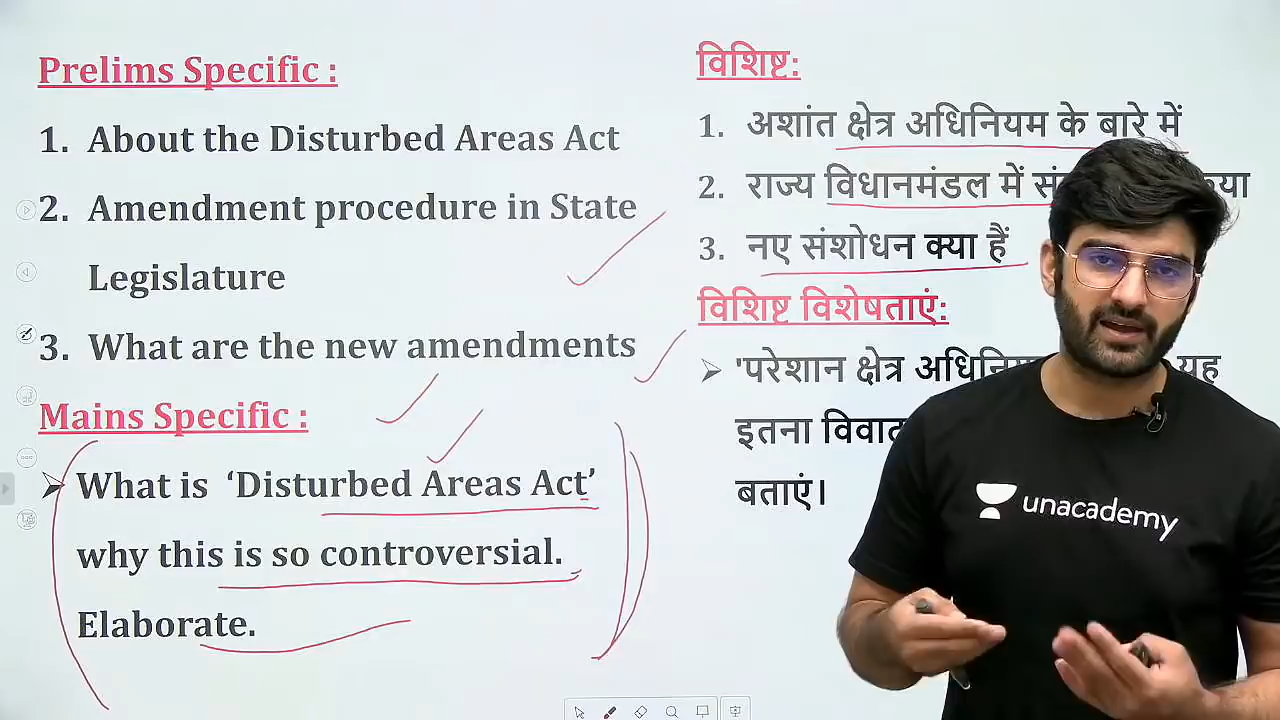 Prelims Specific :
1. About the Disturbed Areas Act
2. Amendment procedure in State
Legislature
3. What are the new amendments
Mains Specific :
➢ What is ‘Disturbed Areas Act’
why this is so controversial.
Elaborate.
विशिष्ट:
1. अशांत क्षेत्र अधिनियम के बारे में
2. राज्य विधानमंडल में
3. नए संशोधन क्या हैं
विशिष्ट विशेषताएं:
➢ 'परेशान क्षेत्र यह
इतना
बताएं।
unacademy